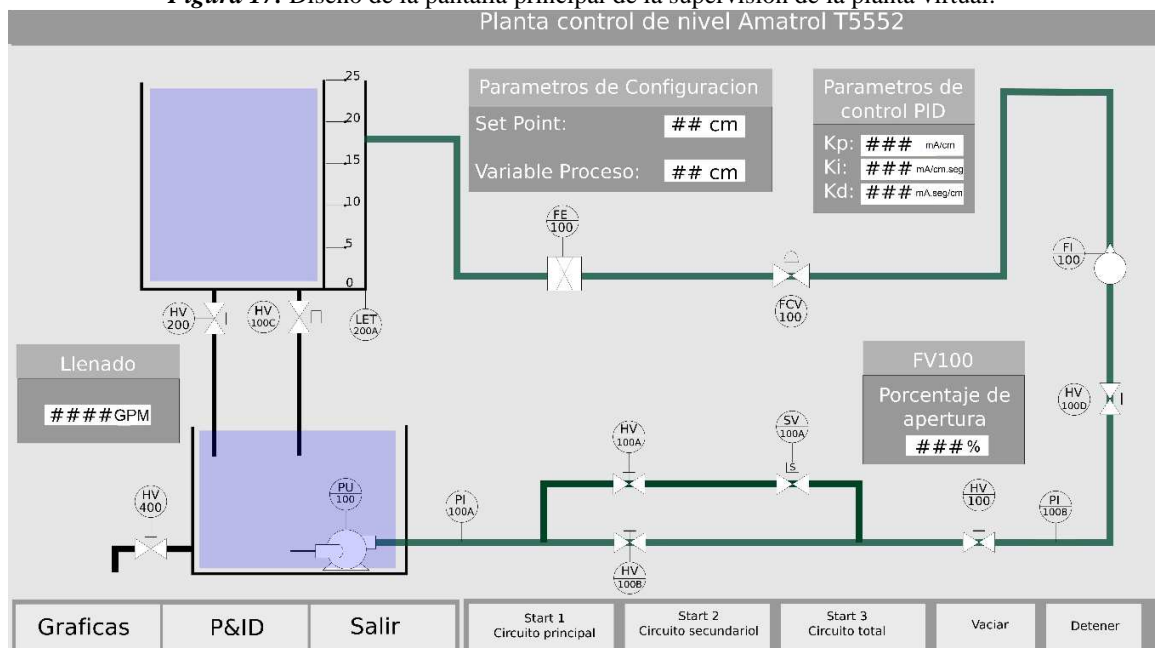 Figura 17. Diseño de la pantalla principal de la supervisión de la planta virtual.
Planta control de nivel Amatrol T5552
25
20
15
10
5
0
Parametros de Configuracion
Set Point: ## cm
Variable Proceso: ## cm
Parametros de
control PID
Kp: ### mA/cm
Ki: ### mA/cm.seg
Kd: ### mA.seg/cm
FE
100
FI
100
FCV
100
HV
200
HV
100C
LET
200A
Llenado
####GPM
FV100
Porcentaje de
apertura
###%
HV
100D
HV
100A
SV
100A
S
HV
400
PU
100
PI
100A
HV
100B
HV
100
PI
100B
Graficas
P&ID
Salir
Start 1
Circuito principal
Start 2
Circuito secundariol
Start 3
Circuito total
Vaciar
Detener